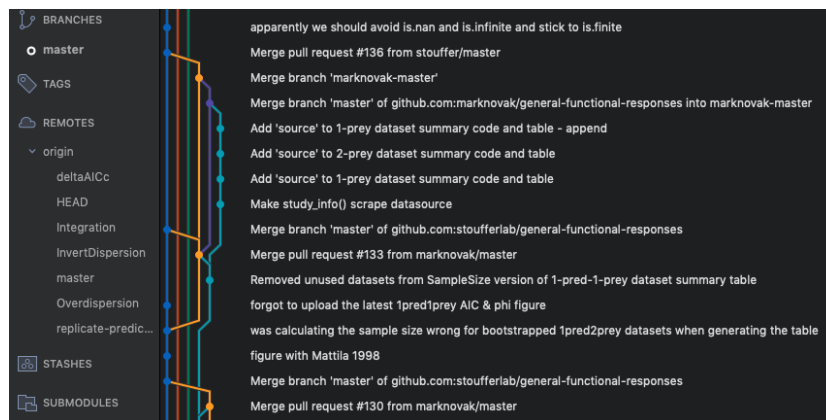 BRANCHES
master
TAGS
REMOTES
origin
deltaAICc
HEAD
Integration
InvertDispersion
master
Overdispersion
replicate-predic...
STASHES
SUBMODULES
apparently we should avoid is.nan and is.infinite and stick to is.finite
Merge pull request #136 from stouffer/master
Merge branch 'marknovak-master'
Merge branch 'master' of github.com:marknovak/general-functional-responses into marknovak-master
Add 'source' to 1-prey dataset summary code and table - append
Add 'source' to 2-prey dataset summary code and table
Add 'source' to 1-prey dataset summary code and table
Make study_info() scrape datasource
Merge branch 'master' of github.com:stoufferlab/general-functional-responses
Merge pull request #133 from marknovak/master
Removed unused datasets from SampleSize version of 1-pred-1-prey dataset summary table
forgot to upload the latest 1pred1prey AIC & phi figure
was calculating the sample size wrong for bootstrapped 1pred2prey datasets when generating the table
figure with Mattila 1998
Merge branch 'master' of github.com:stoufferlab/general-functional-responses
Merge pull request #130 from marknovak/master